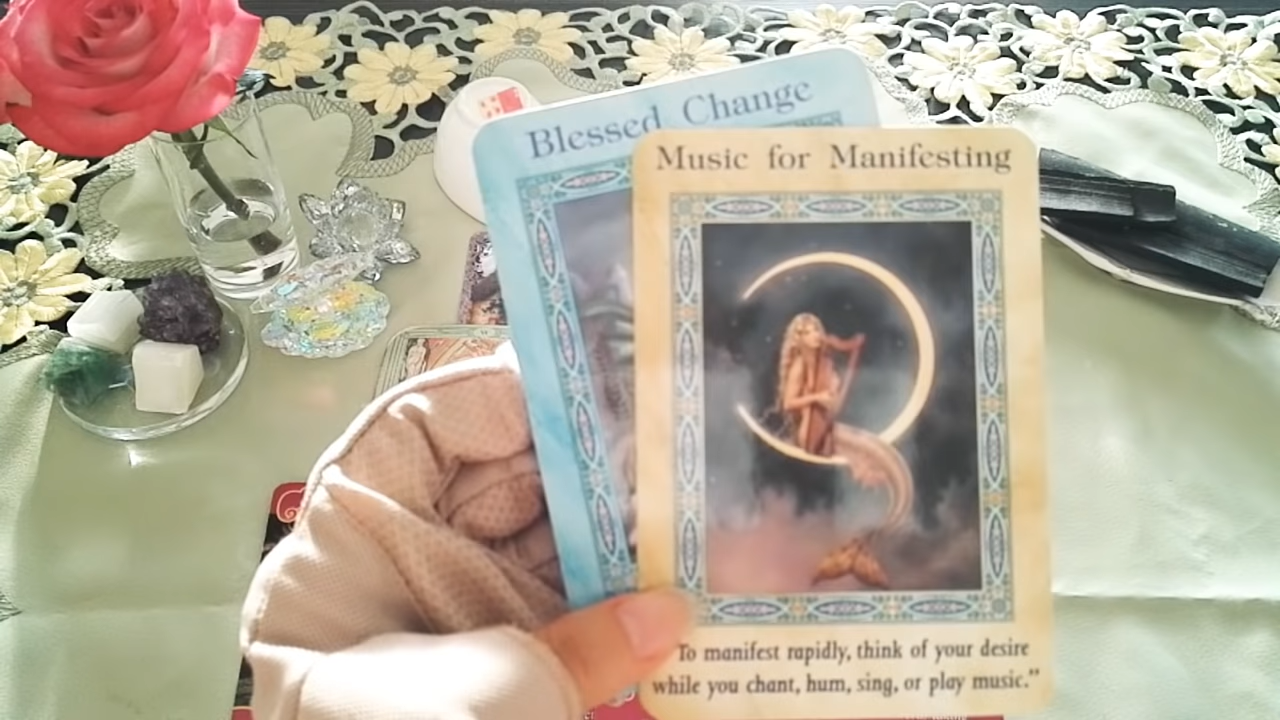 Blessed Change
Music for Manifesting
To manifest rapidly, think of your desire
while you chant, hum, sing, or play music.”